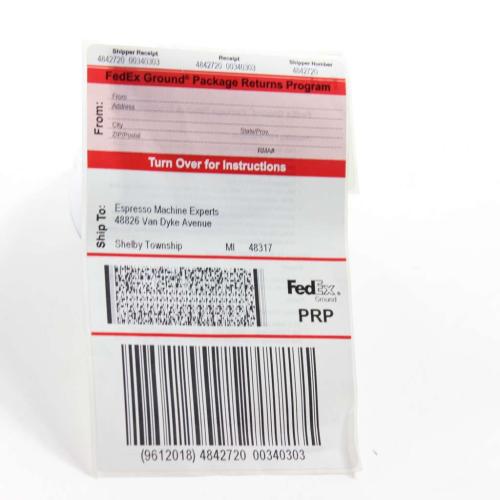 Shipper Receipt Receipt Shipper Number
4842720 00340303 4842720 00340303 4842720
FedEx Ground® Package Returns Program
From:
From
Address
City State/Prov.
ZIP/Postal
RMA#
Turn Over for Instructions
Ship To:
Espresso Machine Experts
48826 Van Dyke Avenue
Shelby Township MI 48317
FedEx®
Ground
PRP
(9612018) 4842720 00340303